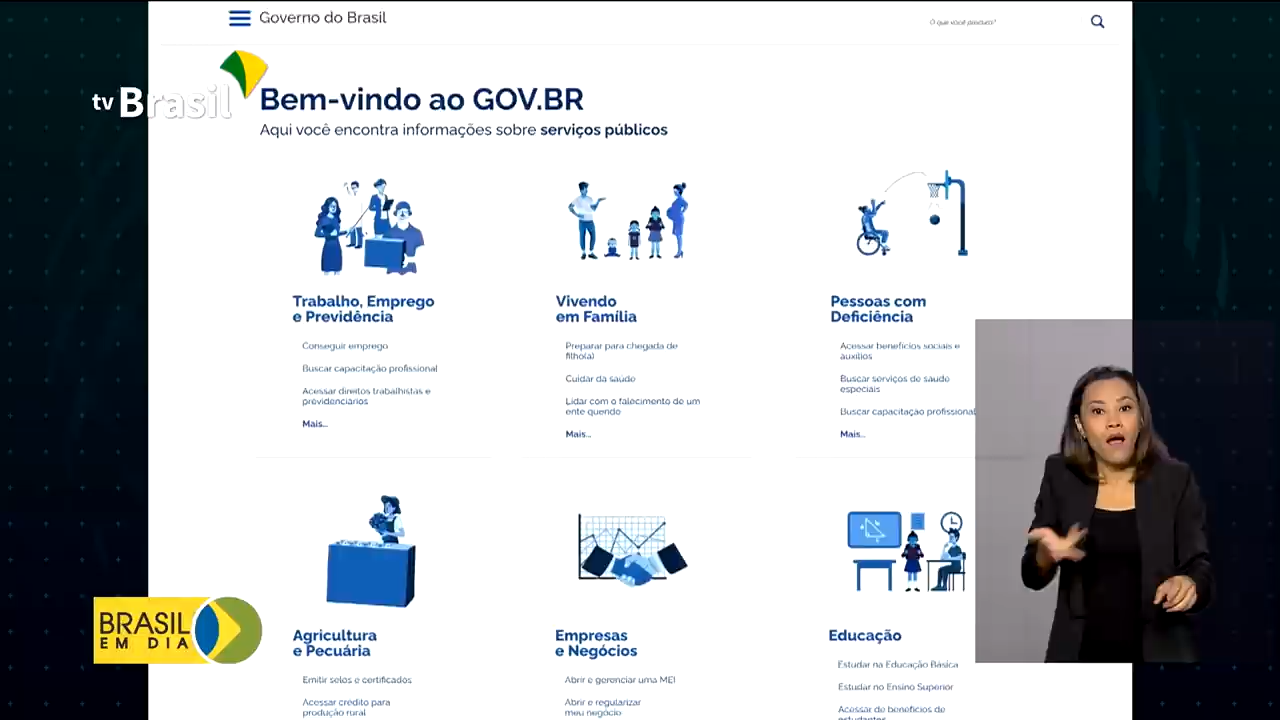 Governo do Brasil
O que você procura?
tv Brasil
Bem-vindo ao GOV.BR
Aqui você encontra informações sobre serviços públicos
Trabalho, Emprego
e Previdência
Conseguir emprego
Buscar capacitação profissional
Acessar direitos trabalhistas e
previdenciários
Mais...
Vivendo
em Família
Preparar para chegada de
filho(a)
Cuidar da saúde
Lidar com o falecimento de um
ente querido
Mais...
Pessoas com
Deficiência
Acessar benefícios sociais e
auxílios
Buscar serviços de saúde
especiais
Buscar capacitação profissional
Mais...
BRASIL
EM DIA
Agricultura
e Pecuária
Emitir selos e certificados
Acessar crédito para
produção rural
Empresas
e Negócios
Abrir e gerenciar uma MEI
Abrir e regularizar
meu negócio
Educação
Estudar na Educação Básica
Estudar no Ensino Superior
Acessar de benefícios de
estudantes